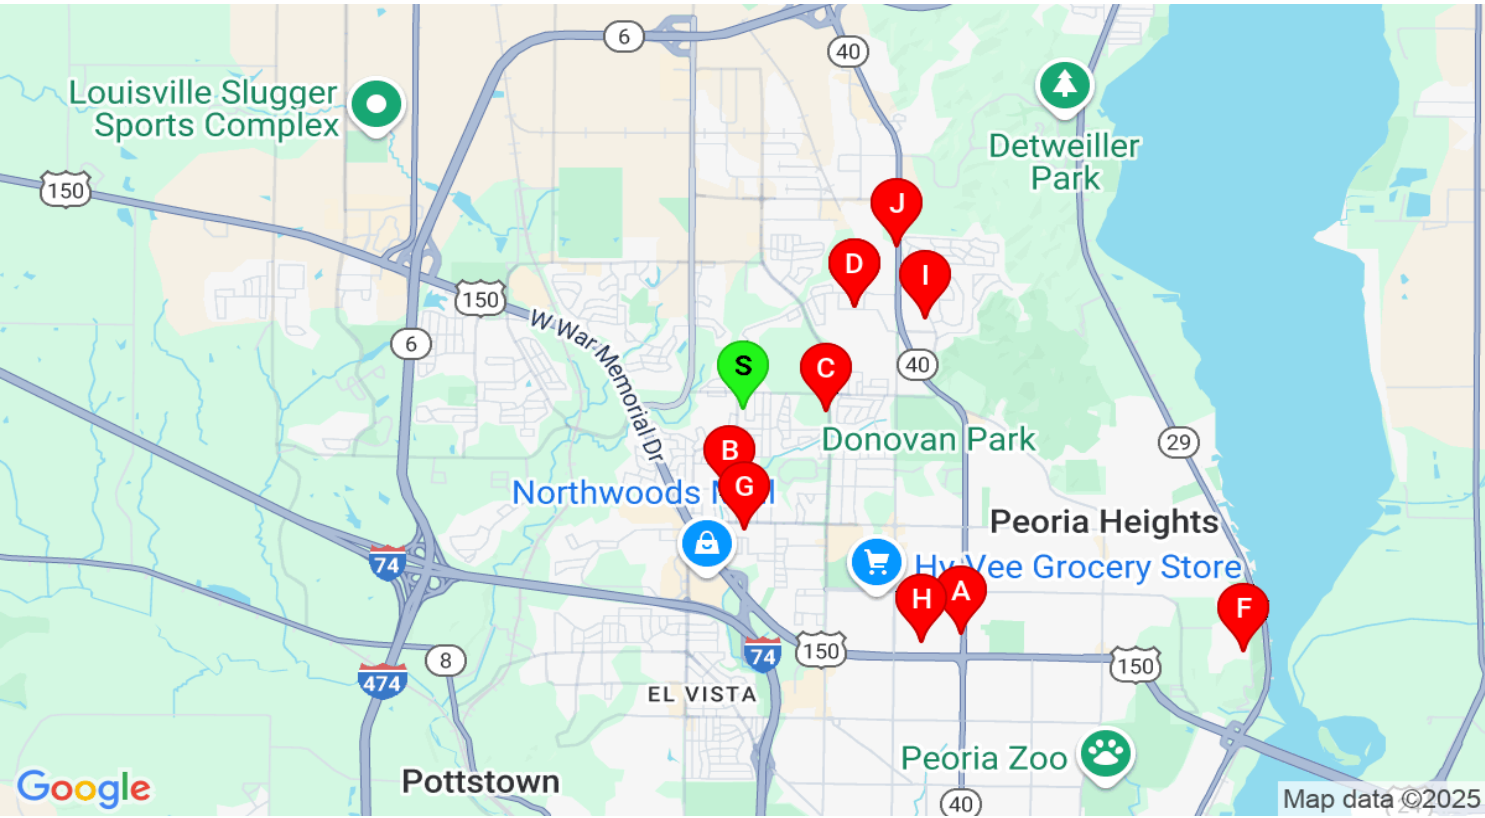 6
40
Louisville Slugger
Sports Complex
Detweiller
Park
150
J
D
I
150
W War Memorial Dr
6
S
C
40
Donovan Park
29
B
G
Northwoods
Peoria Heights
74
Hy-Vee Grocery Store
H
A
F
74
150
150
8
474
EL VISTA
Peoria Zoo
Pottstown
Google
40
Map data ©2025